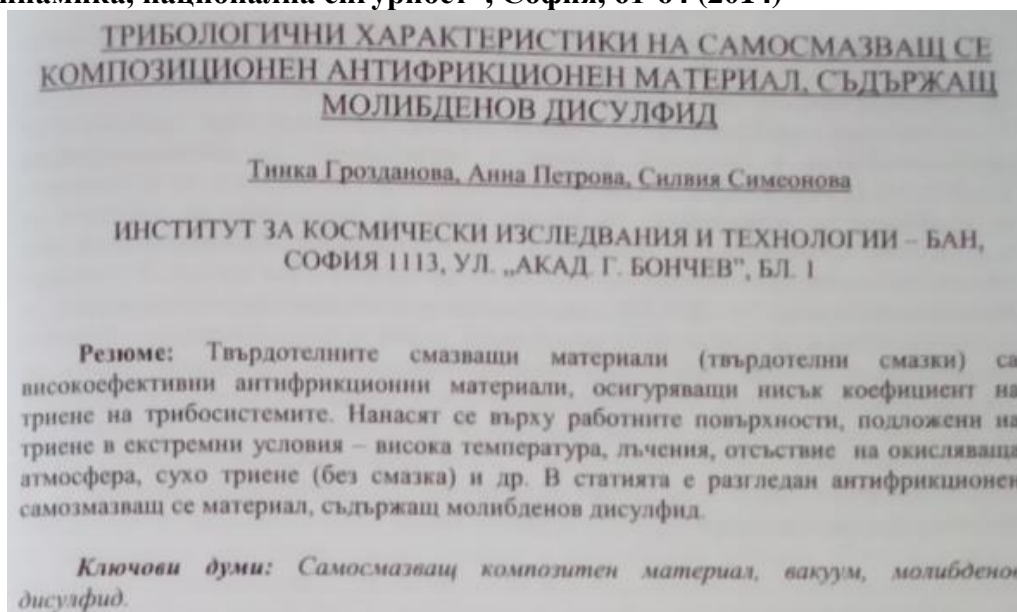 динамика, национална сигурност", София, 61-64 (2014)
ТРИБОЛОГИЧНИ ХАРАКТЕРИСТИКИ НА САМОСМАЗВАЩ СЕ
КОМПОЗИЦИОНЕН АНТИФРИКЦИОНЕН МАТЕРИАЛ, СЪДЪРЖАЩ
МОЛИБДЕНОВ ДИСУЛФИД
Тинка Грозданова, Анна Петрова, Силвия Симеонова
ИНСТИТУТ ЗА КОСМИЧЕСКИ ИЗСЛЕДВАНИЯ И ТЕХНОЛОГИИ – БАН,
СОФИЯ 1113, УЛ. „АКАД. Г. БОНЧЕВ", БЛ. 1
Резюме: Твърдотелните смазващи материали (твърдотелни смазки) са
високоефективни антифрикционни материали, осигуряващи нисък коефициент на
триене на трибосистемите. Нанасят се върху работните повърхности, подложени на
триене в екстремни условия – висока температура, лъчения, отсъствие на окисляваща
атмосфера, сухо триене (без смазка) и др. В статията е разгледан антифрикционен
самозмазващ се материал, съдържащ молибденов дисулфид.
Ключови думи: Самосмазващ композитен материал, вакуум, молибденов
дисулфид.